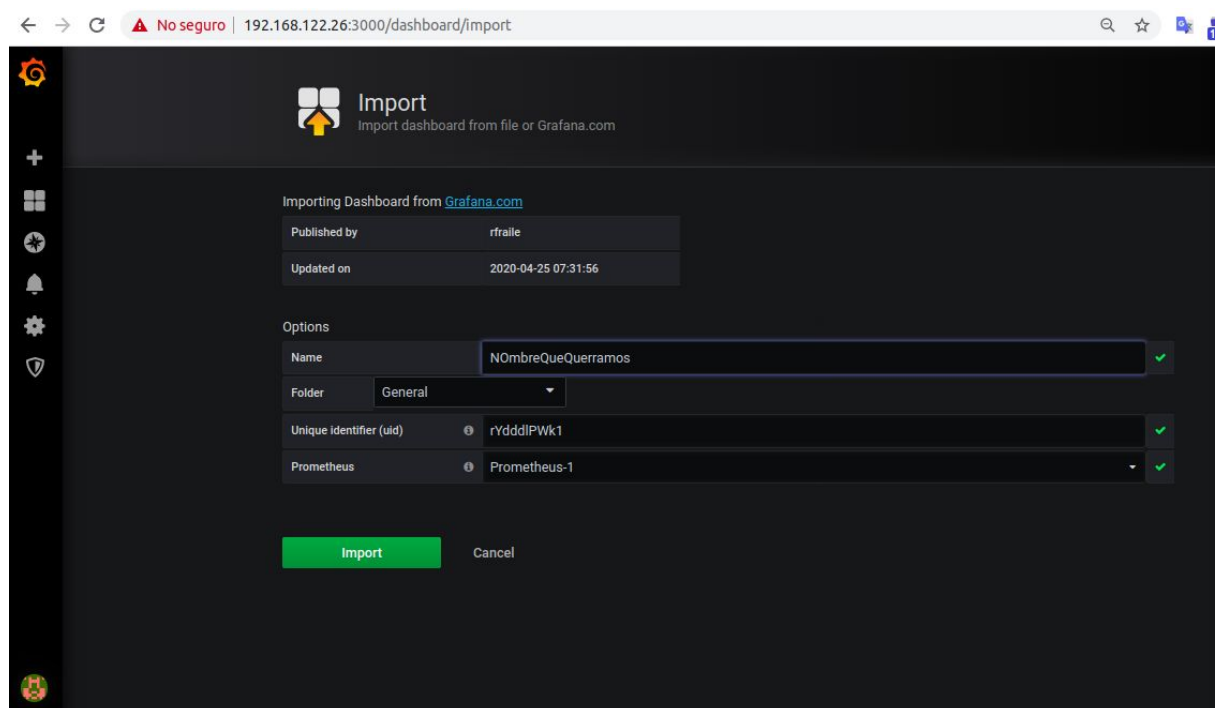 No seguro | 192.168.122.26:3000/dashboard/import
Import
Import dashboard from file or Grafana.com
Importing Dashboard from Grafana.com
Published by rfraile
Updated on 2020-04-25 07:31:56
Options
Name NOmbreQueQuerramos
Folder General
Unique identifier (uid) rYdddlPWk1
Prometheus Prometheus-1
Import Cancel